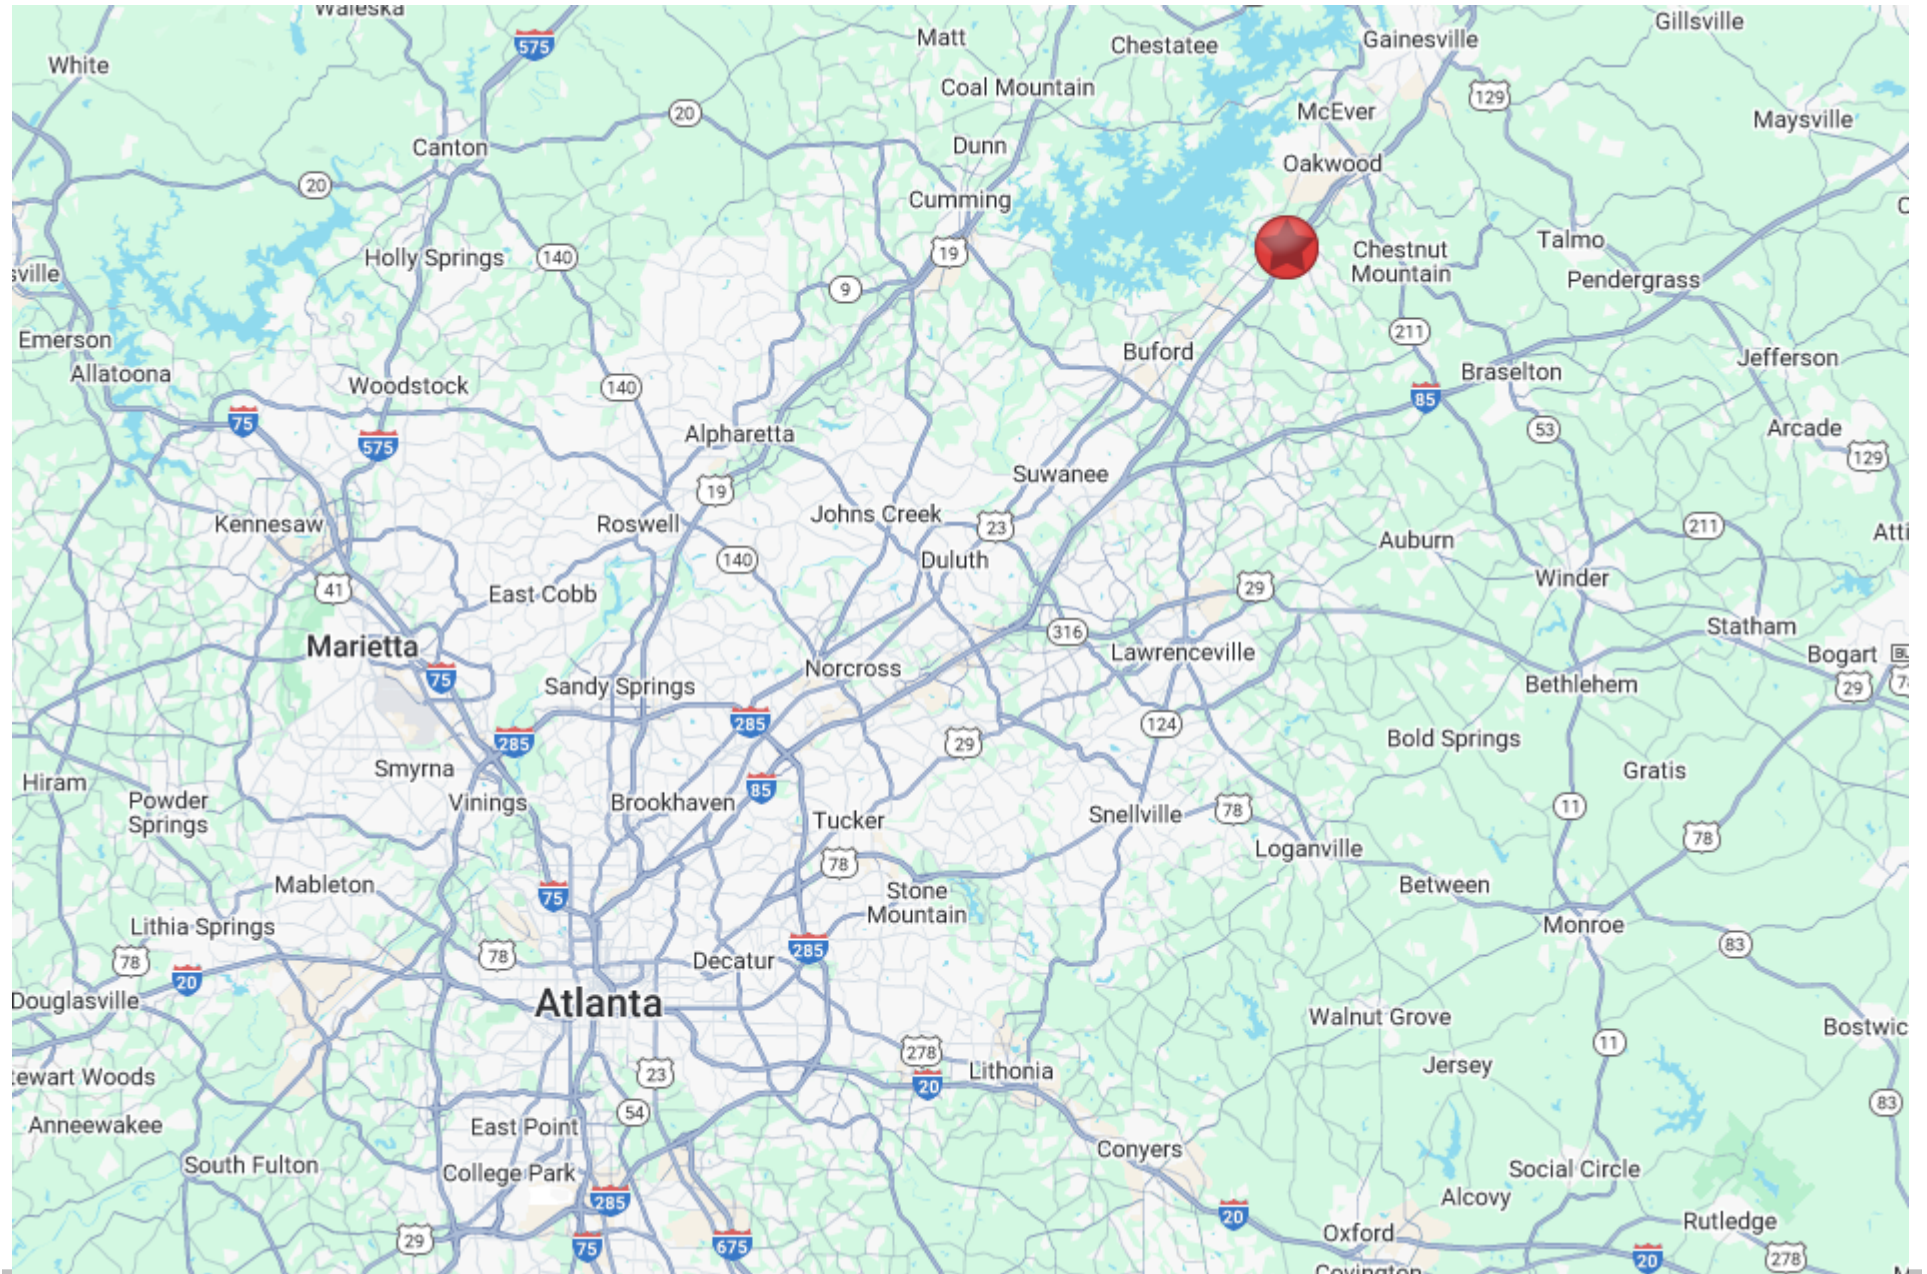 Waleska
Gillsville
Matt
Chestatee
Gainesville
575
White
Coal Mountain
129
20
McEver
Maysville
Canton
Dunn
Oakwood
20
Cumming
Holly Springs
140
19
Chestnut
Mountain
Talmo
sville
9
Pendergrass
Emerson
211
Buford
Jefferson
Allatoona
Woodstock
140
Braselton
85
75
575
Alpharetta
53
Arcade
129
Suwanee
19
Kennesaw
Roswell
Johns Creek
23
211
Atti
140
Duluth
Auburn
41
East Cobb
29
Winder
Marietta
316
Statham
75
Norcross
Lawrenceville
Bogart
Sandy Springs
Bethlehem
29
285
285
29
124
Bold Springs
Hiram
Smyrna
Gratis
Powder
Springs
Vinings
Brookhaven
85
Tucker
Snellville
78
11
78
Loganville
78
75
Mableton
Stone
Mountain
Between
Lithia Springs
Monroe
78
20
78
Decatur
285
83
Douglasville
Atlanta
Walnut Grove
Bostwic
11
278
20
Lithonia
Jersey
tewart Woods
23
54
83
Anneewakee
East Point
Conyers
South Fulton
College Park
Social Circle
285
Alcovy
20
Rutledge
29
75
675
Oxford
20
278
Covington